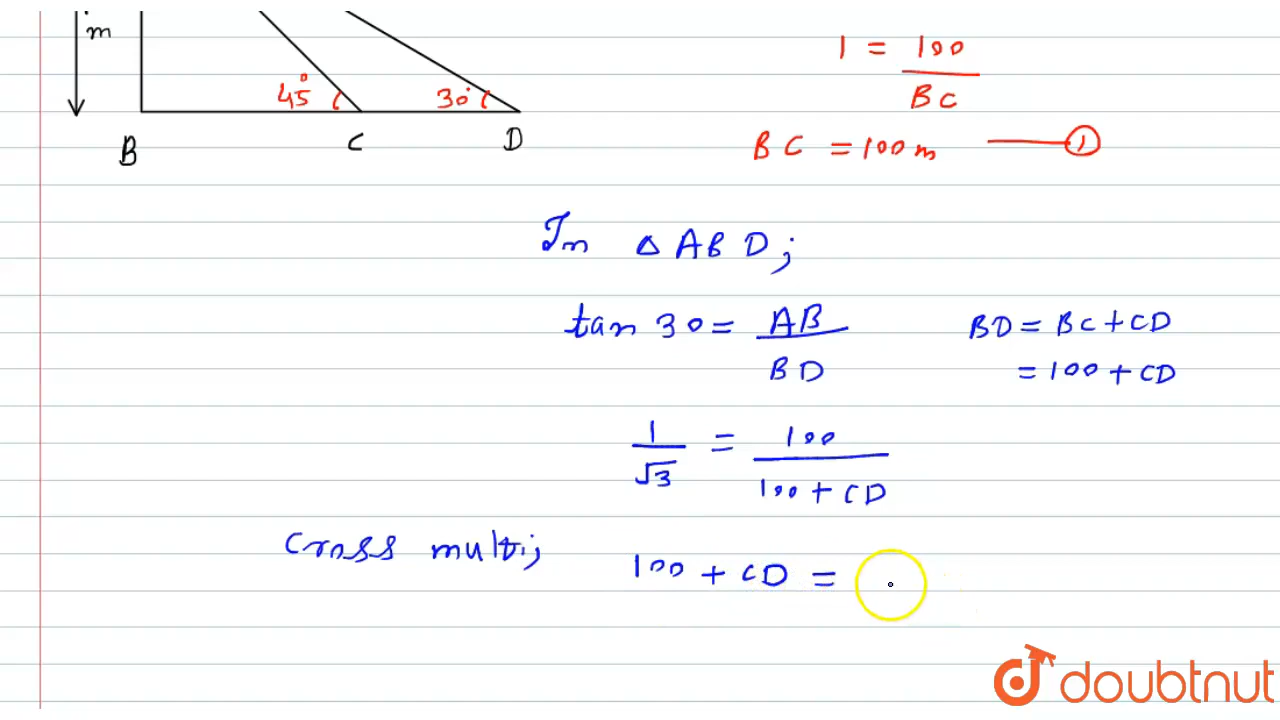 m
45°
30°
B
C
D
1 = 100
BC
BC = 100 m ——— ①
In △ ABD;
tan 30 = AB
BD
BD = BC + CD
= 100 + CD
1 = 100
√3 100 + CD
Cross multi;
100 + CD =
doubtnut